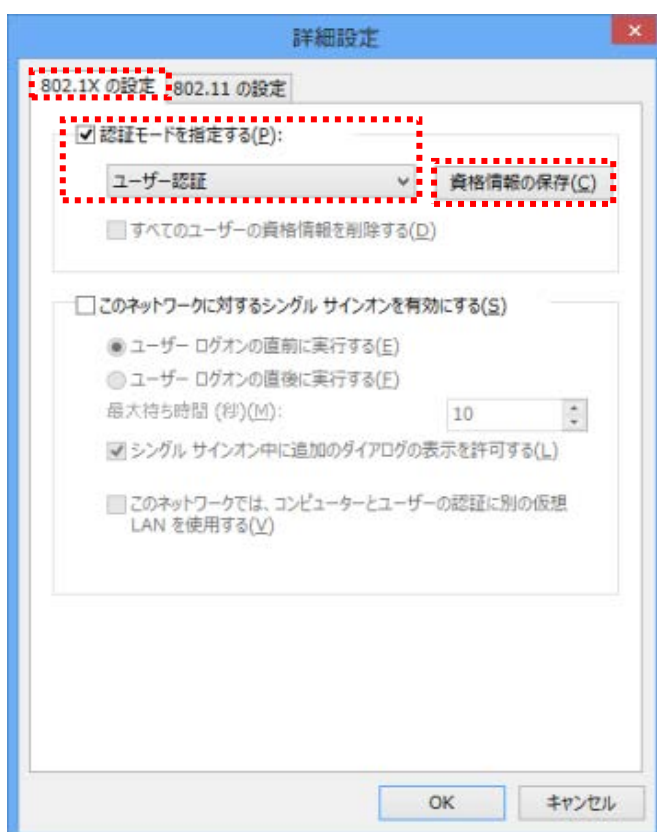 詳細設定
802.1X の設定
802.11 の設定
認証モードを指定する(P):
ユーザー認証
資格情報の保存(C)
すべてのユーザーの資格情報を削除する(D)
このネットワークに対するシングル サインオンを有効にする(S)
ユーザー ログオンの直前に実行する(E)
ユーザー ログオンの直後に実行する(F)
最大待ち時間 (秒)(M):
10
シングル サインオン中に追加のダイアログの表示を許可する(L)
このネットワークでは、コンピューターとユーザーの認証に別の仮想
LAN を使用する(V)
OK
キャンセル